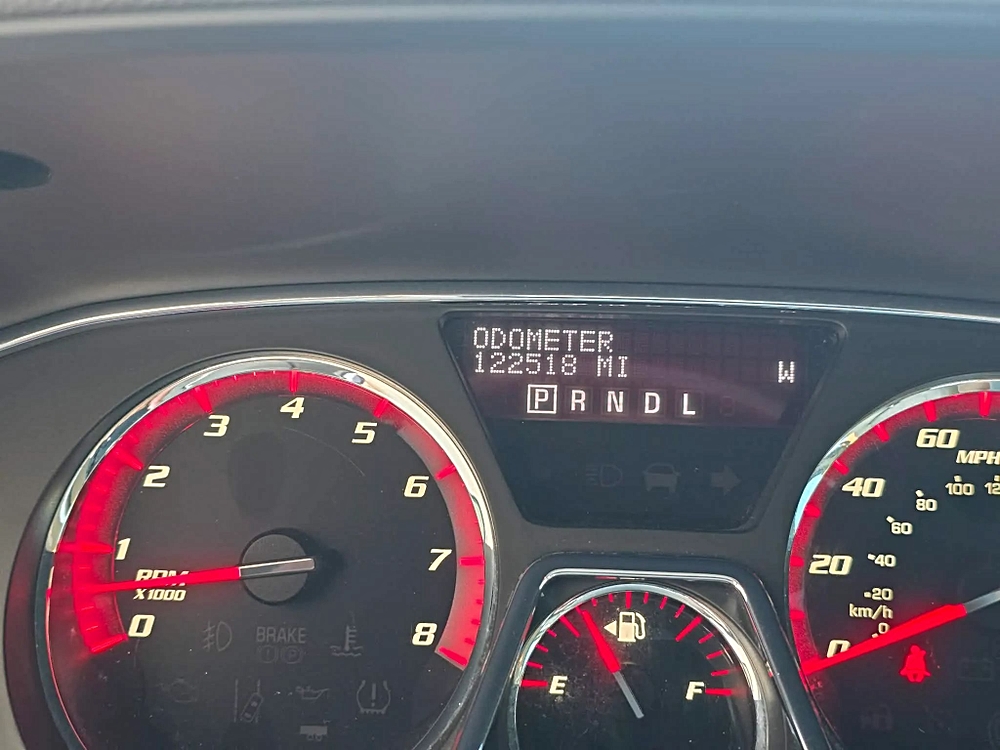 ODOMETER
122518 MI
W
P R N D L
0 1 2 3 4 5 6 7 8
RPM
X1000
BRAKE
E F
0 20 40 60
MPH
km/h
0 20 40 60 80 100